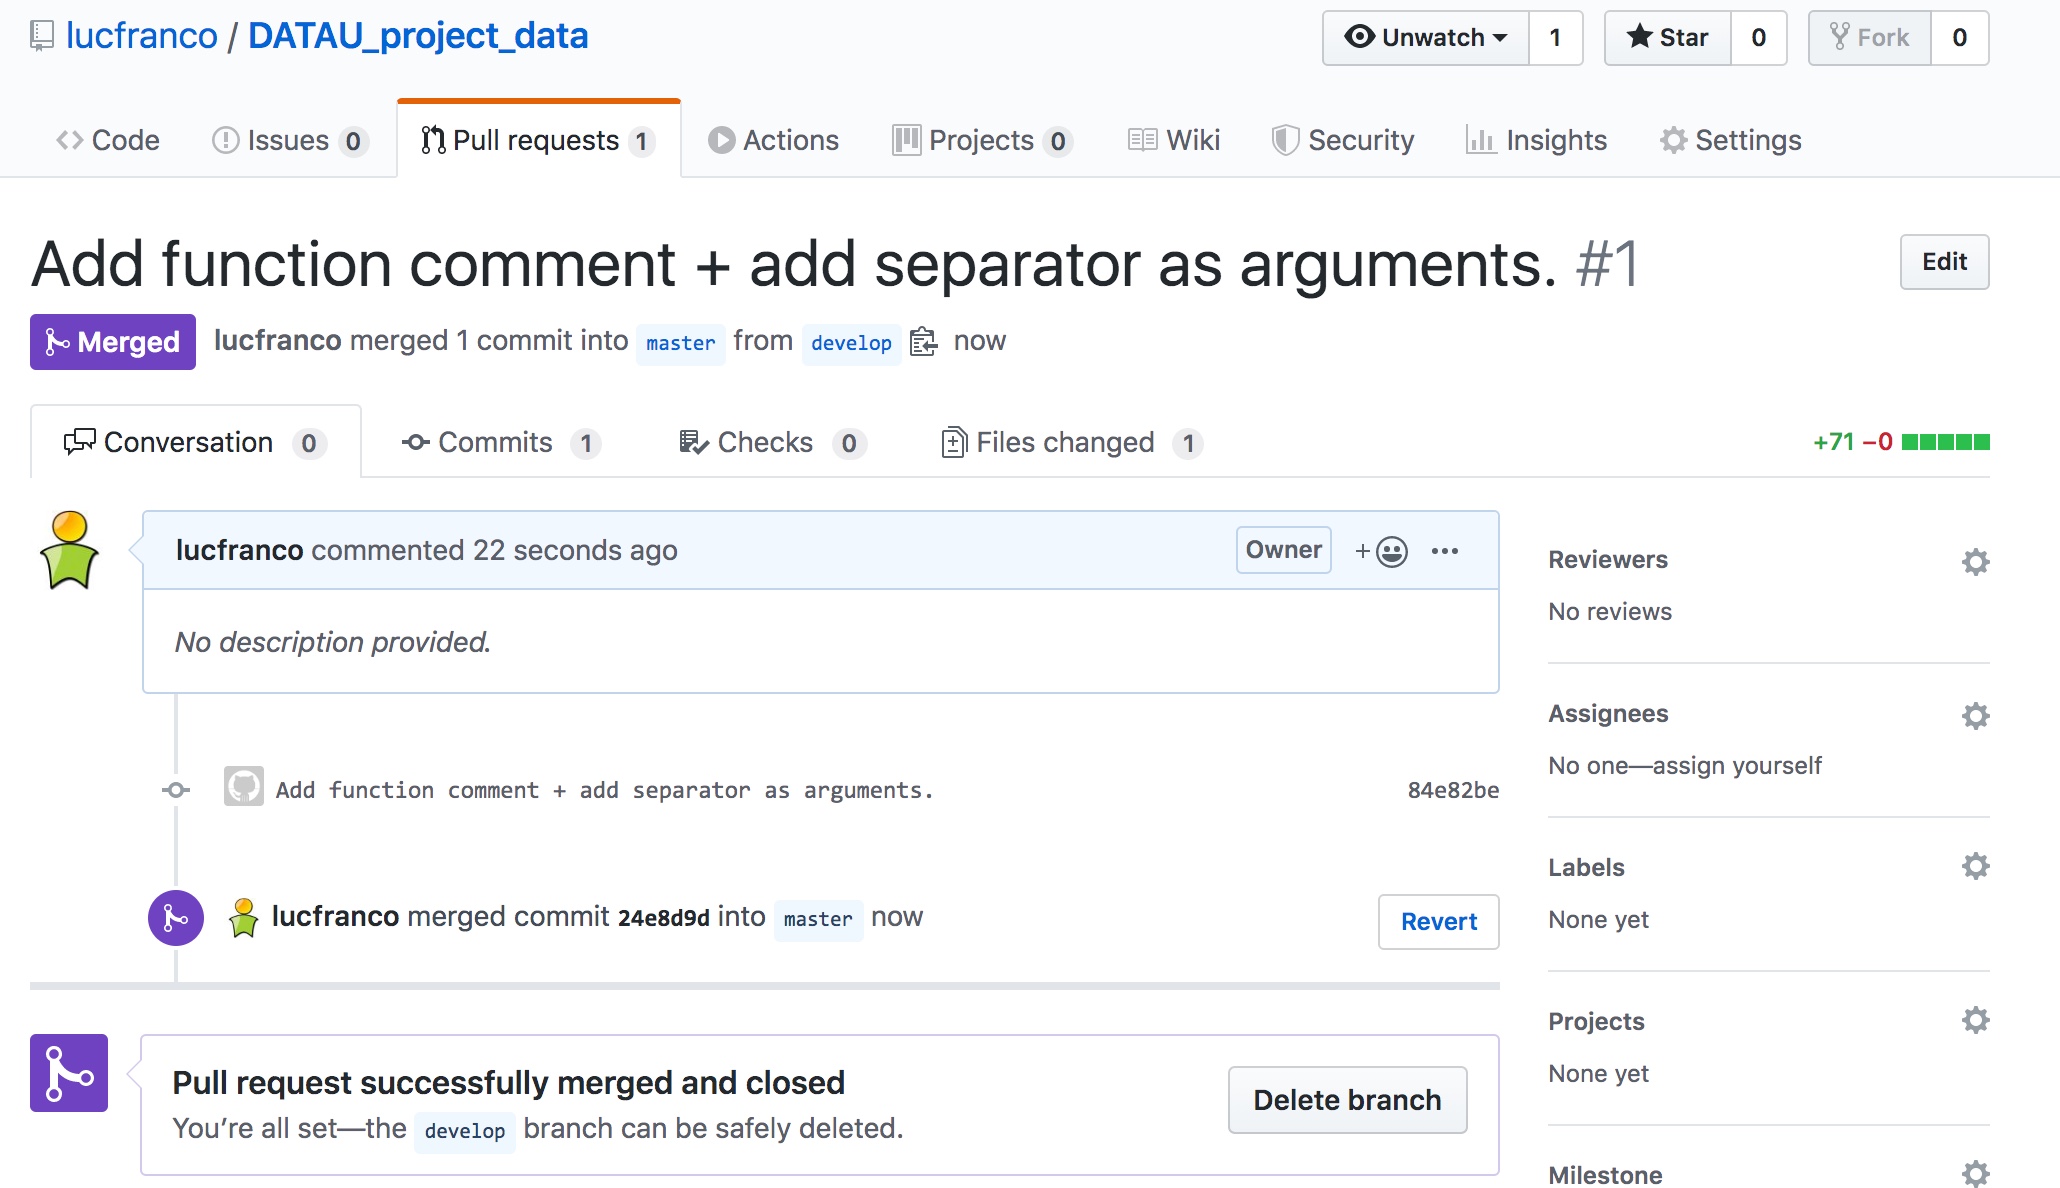 lucfranco / DATAU_project_data
Unwatch 1
Star 0
Fork 0
Code
Issues 0
Pull requests 1
Actions
Projects 0
Wiki
Security
Insights
Settings
Add function comment + add separator as arguments. #1
Edit
Merged
lucfranco merged 1 commit into master from develop now
Conversation 0
Commits 1
Checks 0
Files changed 1
+71 −0
lucfranco commented 22 seconds ago
Owner
No description provided.
Add function comment + add separator as arguments.
84e82be
lucfranco merged commit 24e8d9d into master now
Revert
Pull request successfully merged and closed
You’re all set—the develop branch can be safely deleted.
Delete branch
Reviewers
No reviews
Assignees
No one—assign yourself
Labels
None yet
Projects
None yet
Milestone